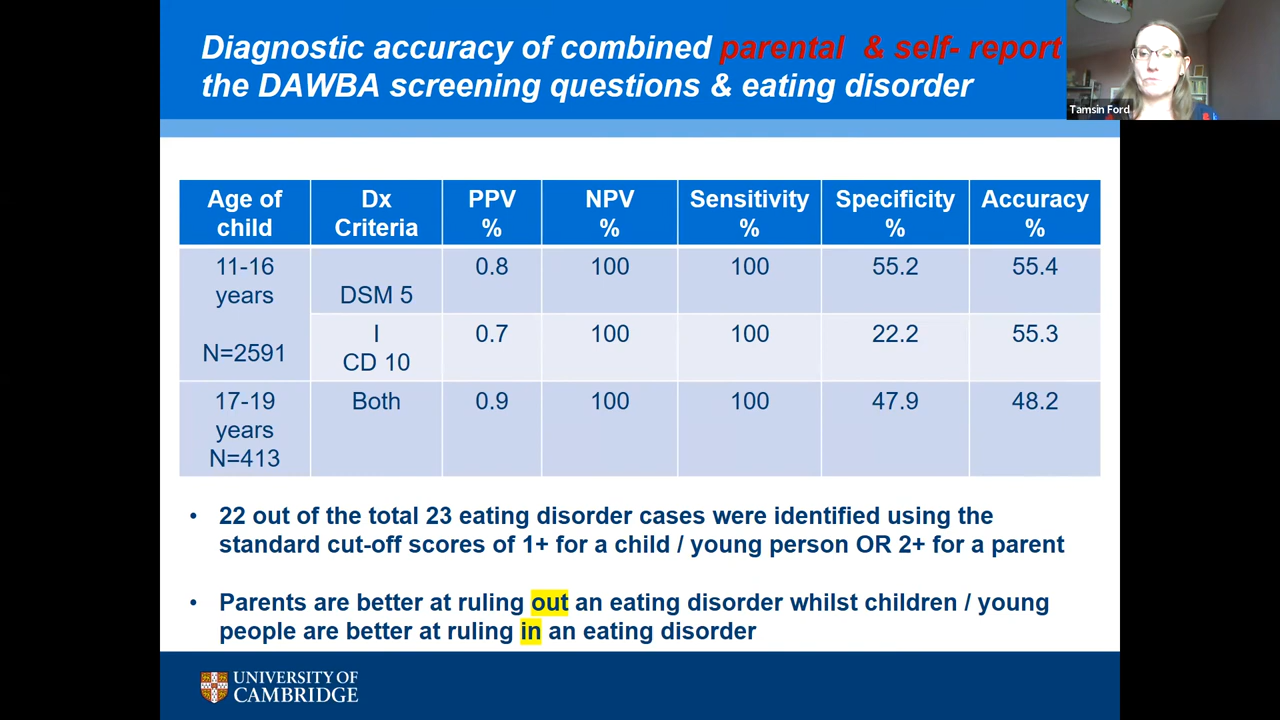 Diagnostic accuracy of combined parental & self- report
the DAWBA screening questions & eating disorder
Tamsin Ford
Age of child
Dx Criteria
PPV %
NPV %
Sensitivity %
Specificity %
Accuracy %
11-16 years
N=2591
DSM 5
0.8
100
100
55.2
55.4
I
CD 10
0.7
100
100
22.2
55.3
17-19 years
N=413
Both
0.9
100
100
47.9
48.2
• 22 out of the total 23 eating disorder cases were identified using the
standard cut-off scores of 1+ for a child / young person OR 2+ for a parent
• Parents are better at ruling out an eating disorder whilst children / young
people are better at ruling in an eating disorder
UNIVERSITY OF
CAMBRIDGE